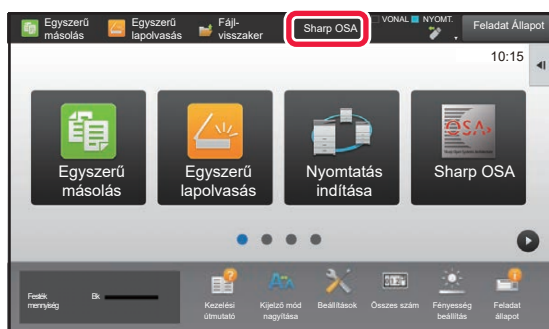 Egyszerű
másolás
Egyszerű
lapolvasás
Fájl-
visszaker
Sharp OSA
VONAL
NYOMT.
Feladat Állapot
10:15
Egyszerű
másolás
Egyszerű
lapolvasás
Nyomtatás
indítása
OSA
Sharp OSA
Festék
mennyiség
Bk
Kezelési
útmutató
Kijelző mód
nagyítása
Beállítások
Összes szám
Fényesség
beállítás
Feladat
állapot